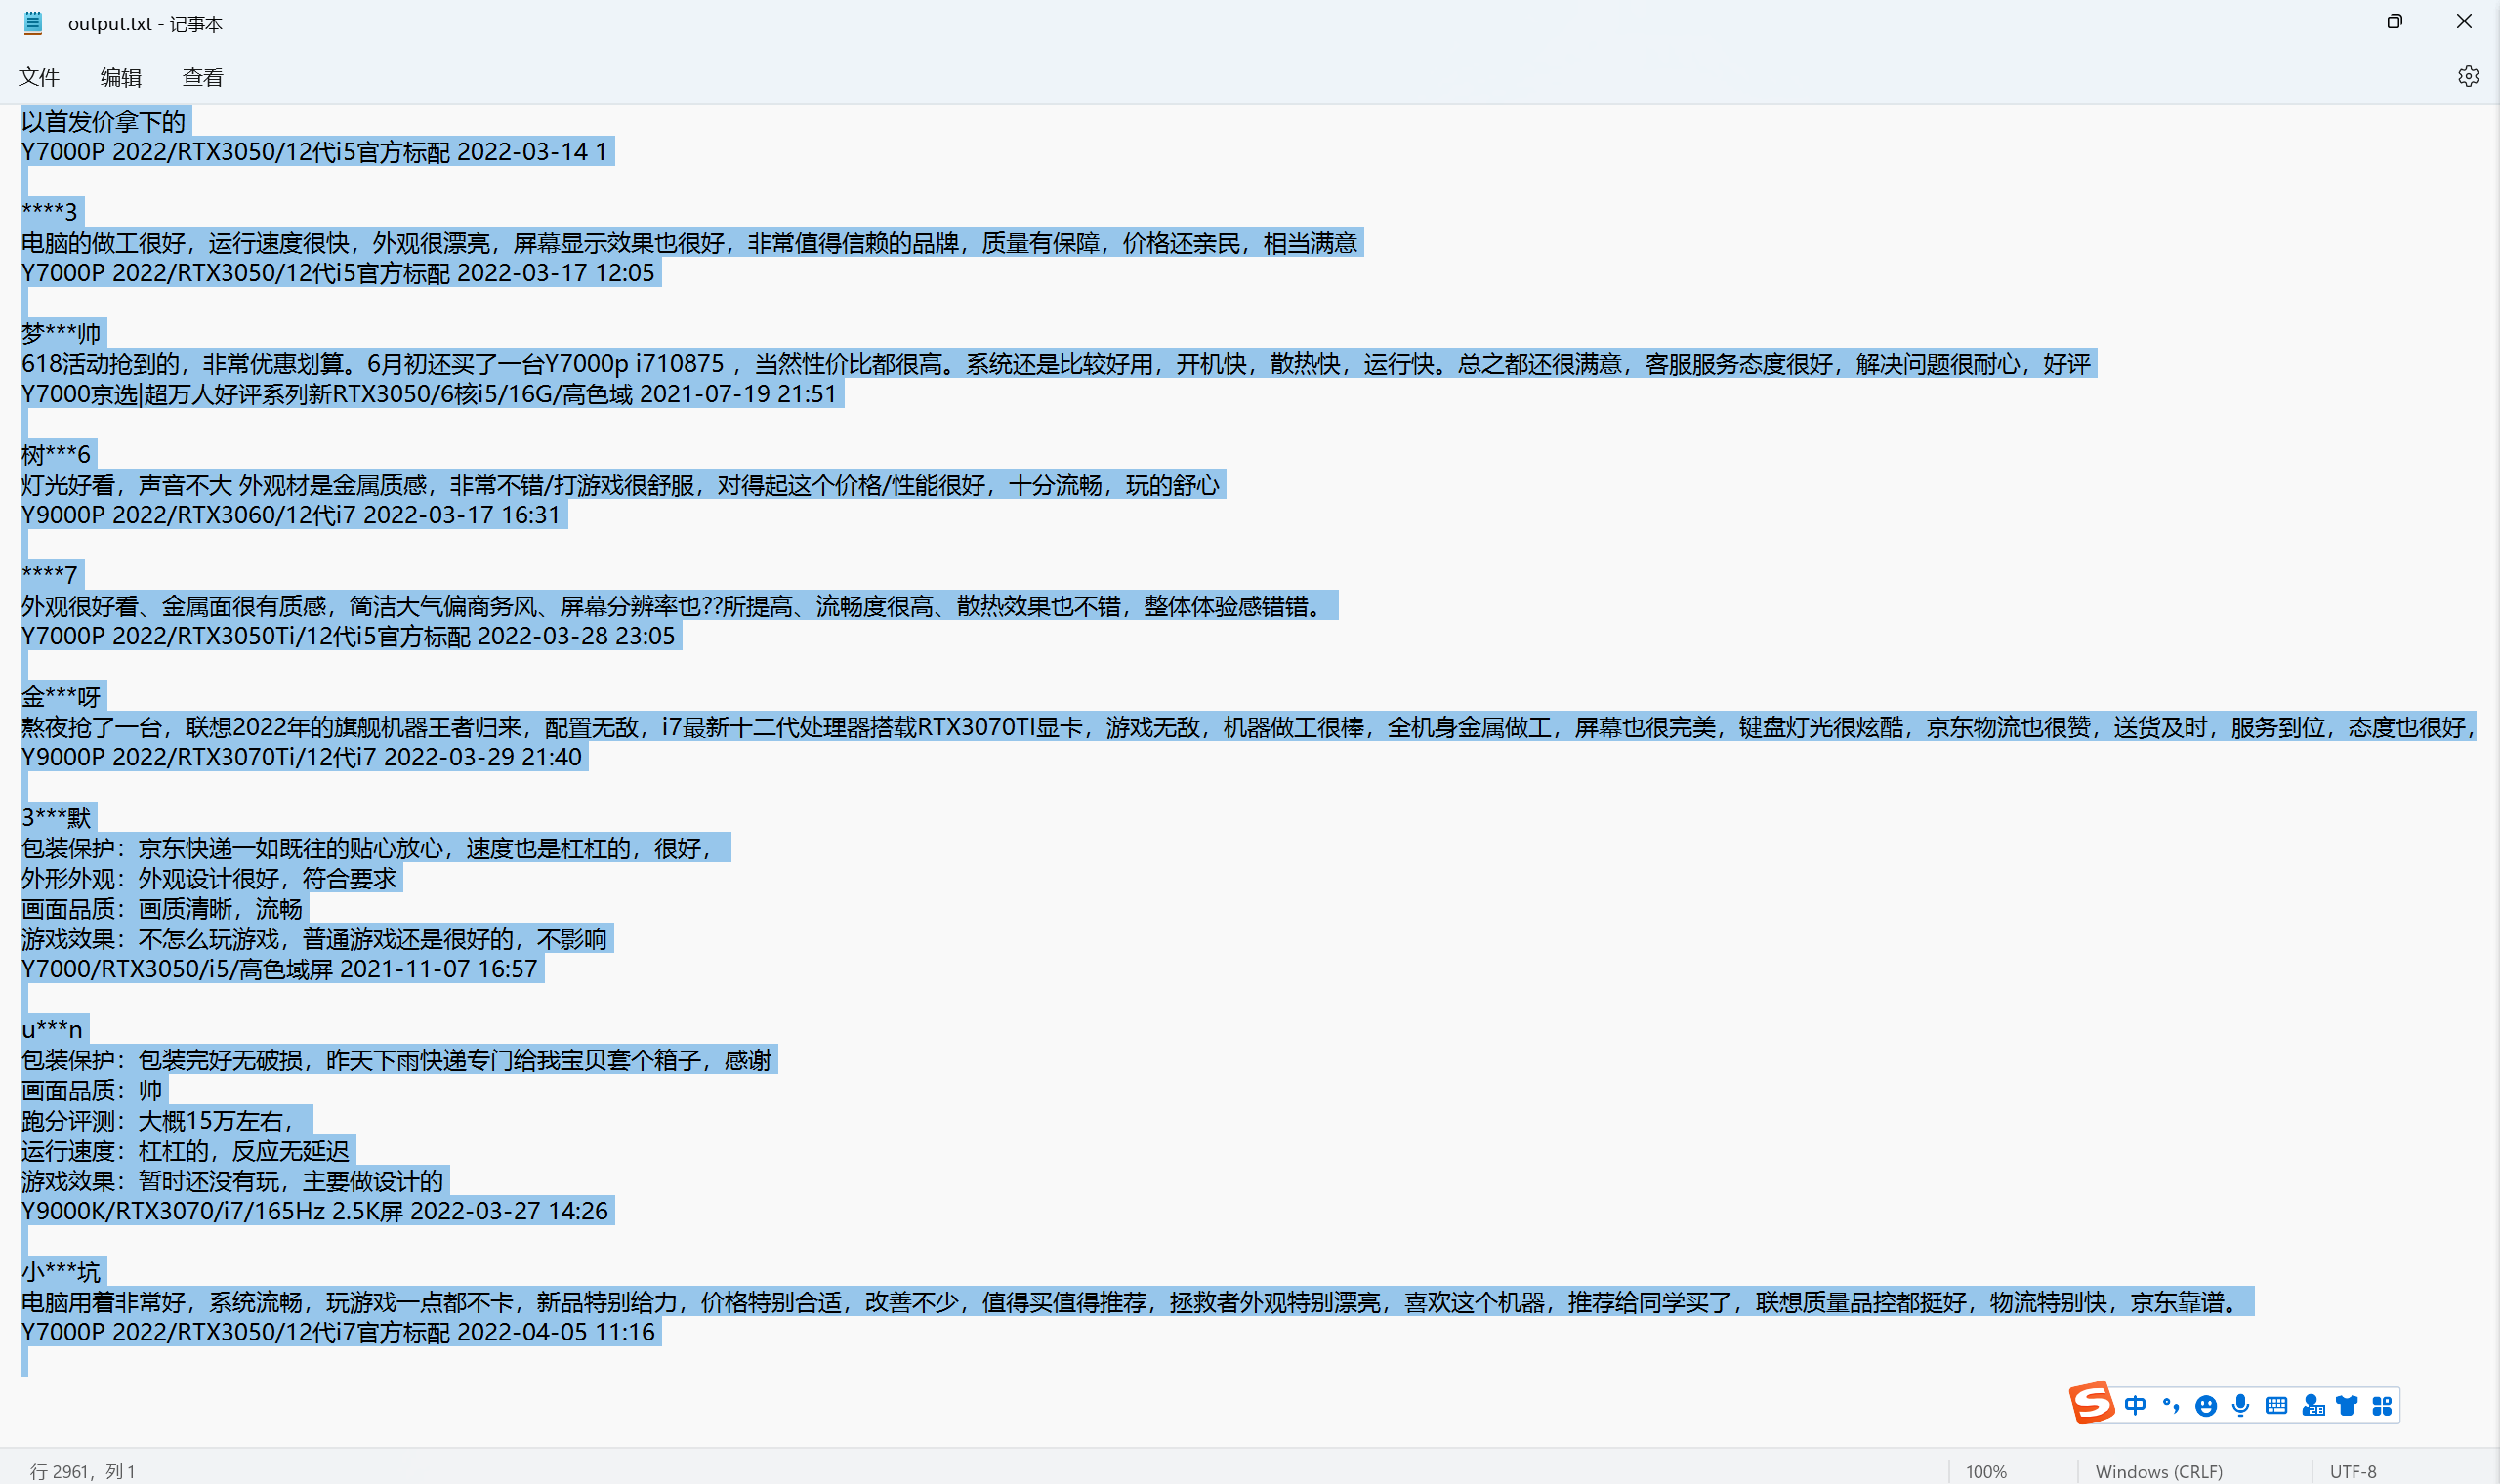 output.txt - 记事本
文件 编辑 查看
以首发价拿下的
Y7000P 2022/RTX3050/12代i5官方标配 2022-03-14 1
****3
电脑的做工很好，运行速度很快，外观很漂亮，屏幕显示效果也很好，非常值得信赖的品牌，质量有保障，价格还亲民，相当满意
Y7000P 2022/RTX3050/12代i5官方标配 2022-03-17 12:05
梦***帅
618活动抢到的，非常优惠划算。6月初还买了一台Y7000p i710875 ，当然性价比都很高。系统还是比较好用，开机快，散热快，运行快。总之都还很满意，客服服务态度很好，解决问题很耐心，好评
Y7000京选|超万人好评系列新RTX3050/6核i5/16G/高色域 2021-07-19 21:51
树***6
灯光好看，声音不大 外观材是金属质感，非常不错/打游戏很舒服，对得起这个价格/性能很好，十分流畅，玩的舒心
Y9000P 2022/RTX3060/12代i7 2022-03-17 16:31
****7
外观很好看、金属面很有质感，简洁大气偏商务风、屏幕分辨率也??所提高、流畅度很高、散热效果也不错，整体体验感错错。
Y7000P 2022/RTX3050Ti/12代i5官方标配 2022-03-28 23:05
金***呀
熬夜抢了一台，联想2022年的旗舰机器王者归来，配置无敌，i7最新十二代处理器搭载RTX3070TI显卡，游戏无敌，机器做工很棒，全机身金属做工，屏幕也很完美，键盘灯光很炫酷，京东物流也很赞，送货及时，服务到位，态度也很好，
Y9000P 2022/RTX3070Ti/12代i7 2022-03-29 21:40
3***默
包装保护：京东快递一如既往的贴心放心，速度也是杠杠的，很好，
外形外观：外观设计很好，符合要求
画面品质：画质清晰，流畅
游戏效果：不怎么玩游戏，普通游戏还是很好的，不影响
Y7000/RTX3050/i5/高色域屏 2021-11-07 16:57
u***n
包装保护：包装完好无破损，昨天下雨快递专门给我宝贝套个箱子，感谢
画面品质：帅
跑分评测：大概15万左右，
运行速度：杠杠的，反应无延迟
游戏效果：暂时还没有玩，主要做设计的
Y9000K/RTX3070/i7/165Hz 2.5K屏 2022-03-27 14:26
小***坑
电脑用着非常好，系统流畅，玩游戏一点都不卡，新品特别给力，价格特别合适，改善不少，值得买值得推荐，拯救者外观特别漂亮，喜欢这个机器，推荐给同学买了，联想质量品控都挺好，物流特别快，京东靠谱。
Y7000P 2022/RTX3050/12代i7官方标配 2022-04-05 11:16
S 中 28
行 2961，列 1 100% Windows (CRLF) UTF-8